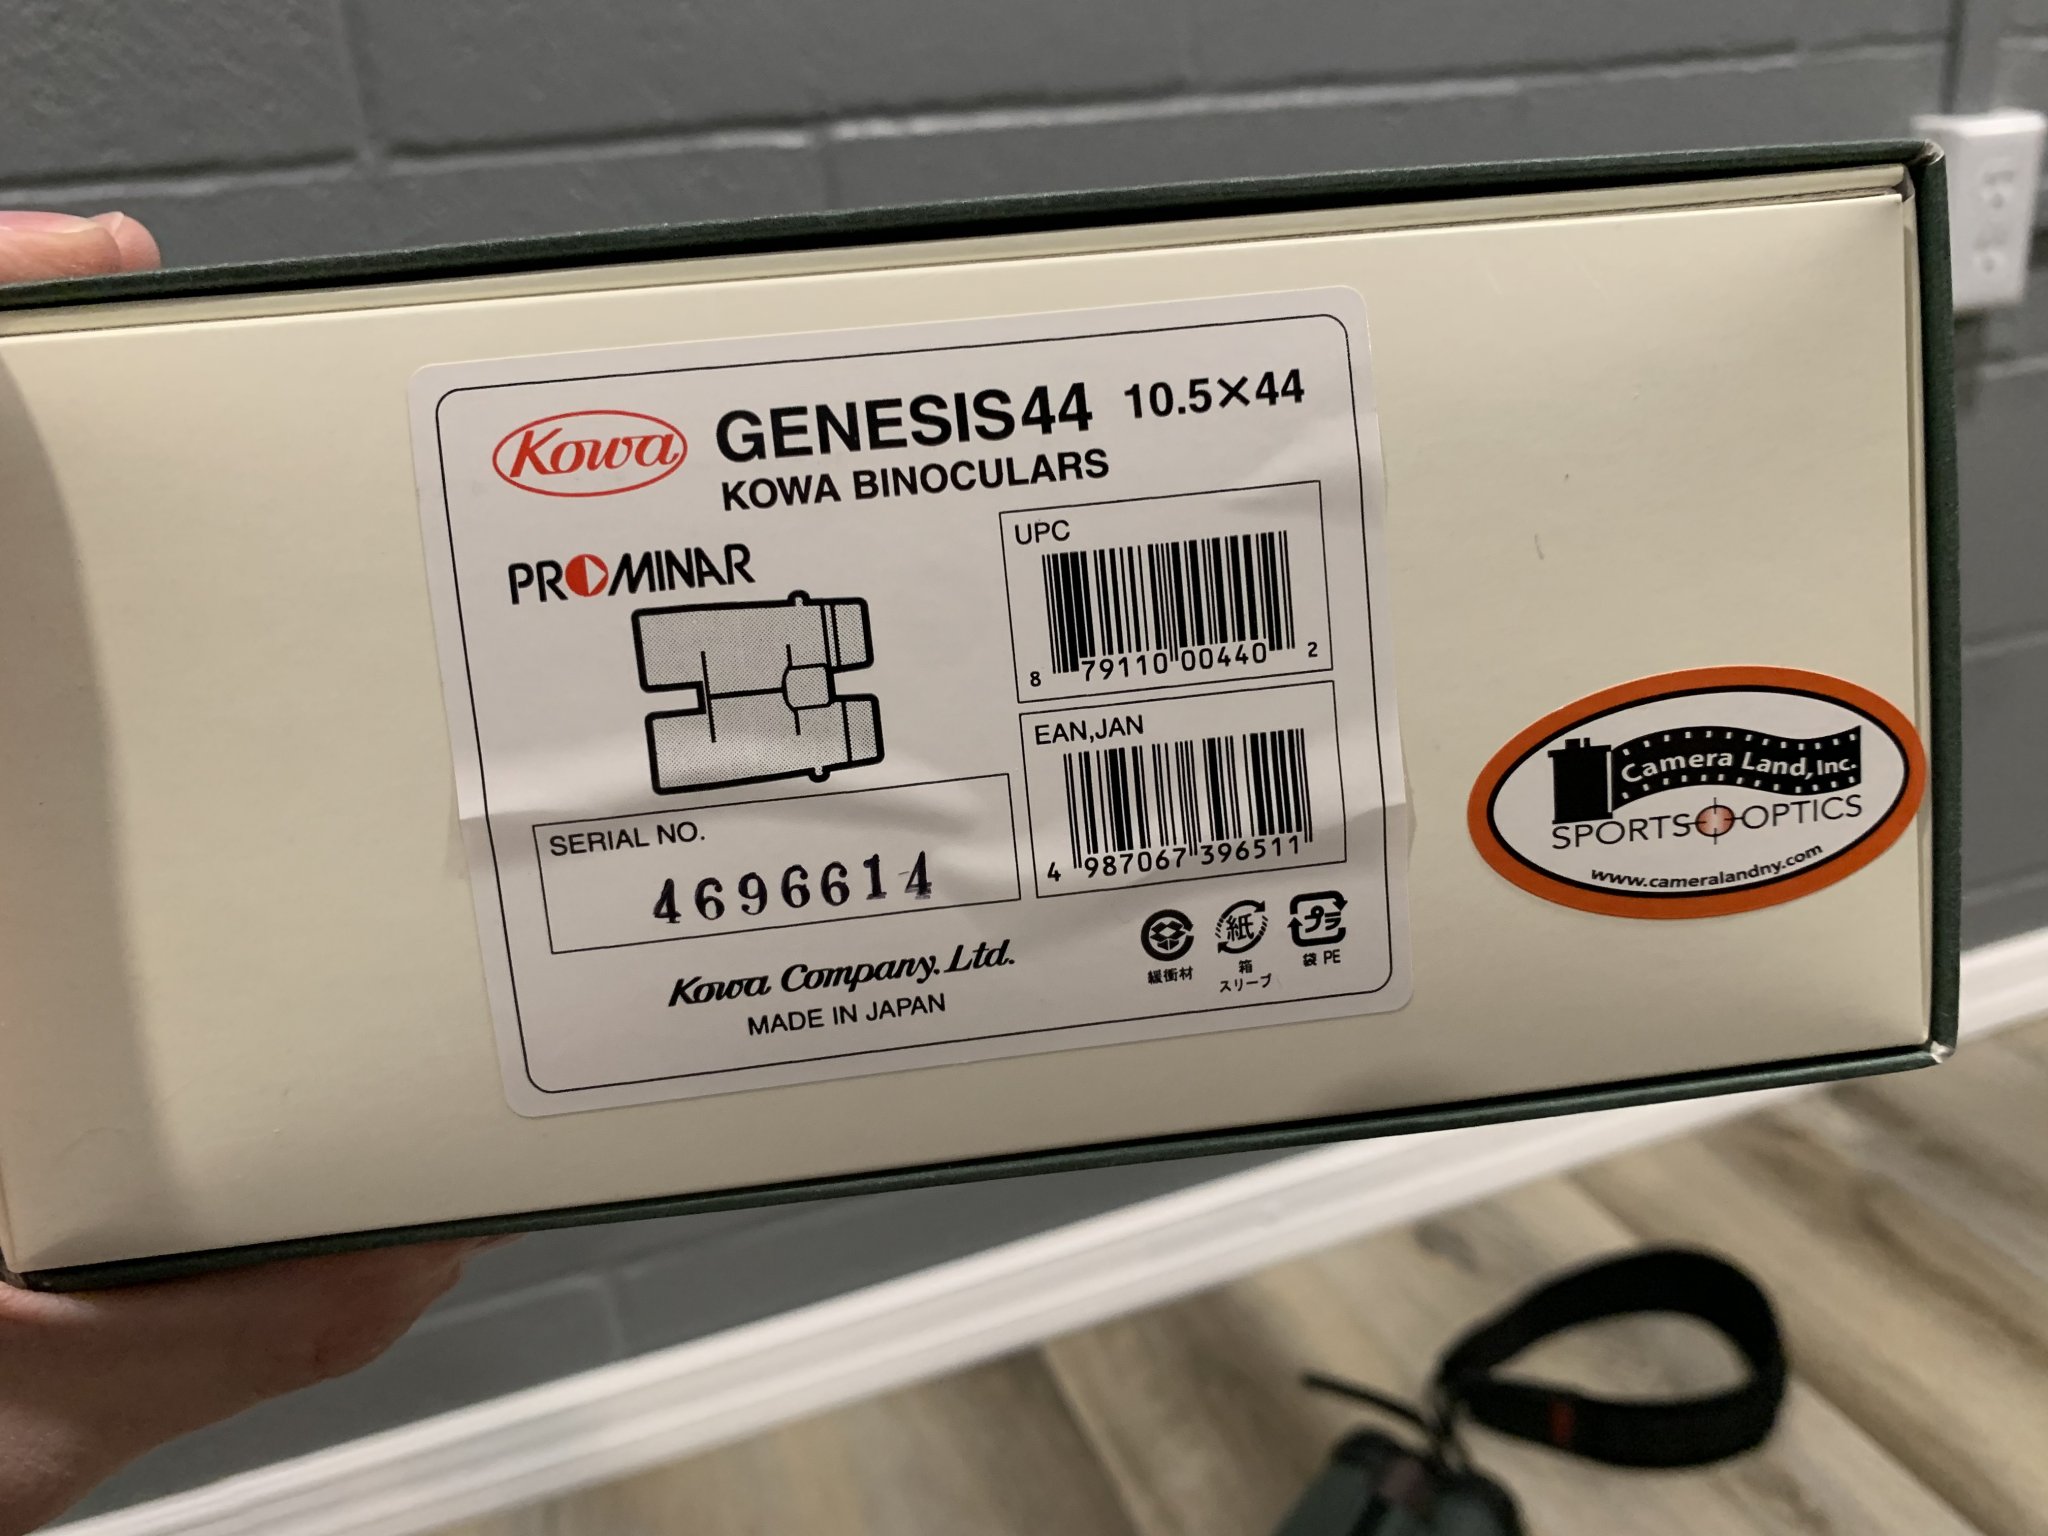 Kowa
GENESIS44 10.5×44
KOWA BINOCULARS
PROMINAR
UPC
8 79110 00440 2
EAN,JAN
4 987067 396511
SERIAL NO.
4696614
Kowa Company, Ltd.
MADE IN JAPAN
緩衝材
紙
箱
スリーブ
プラ
袋 PE
Camera Land, Inc.
SPORTS OPTICS
www.cameralandny.com